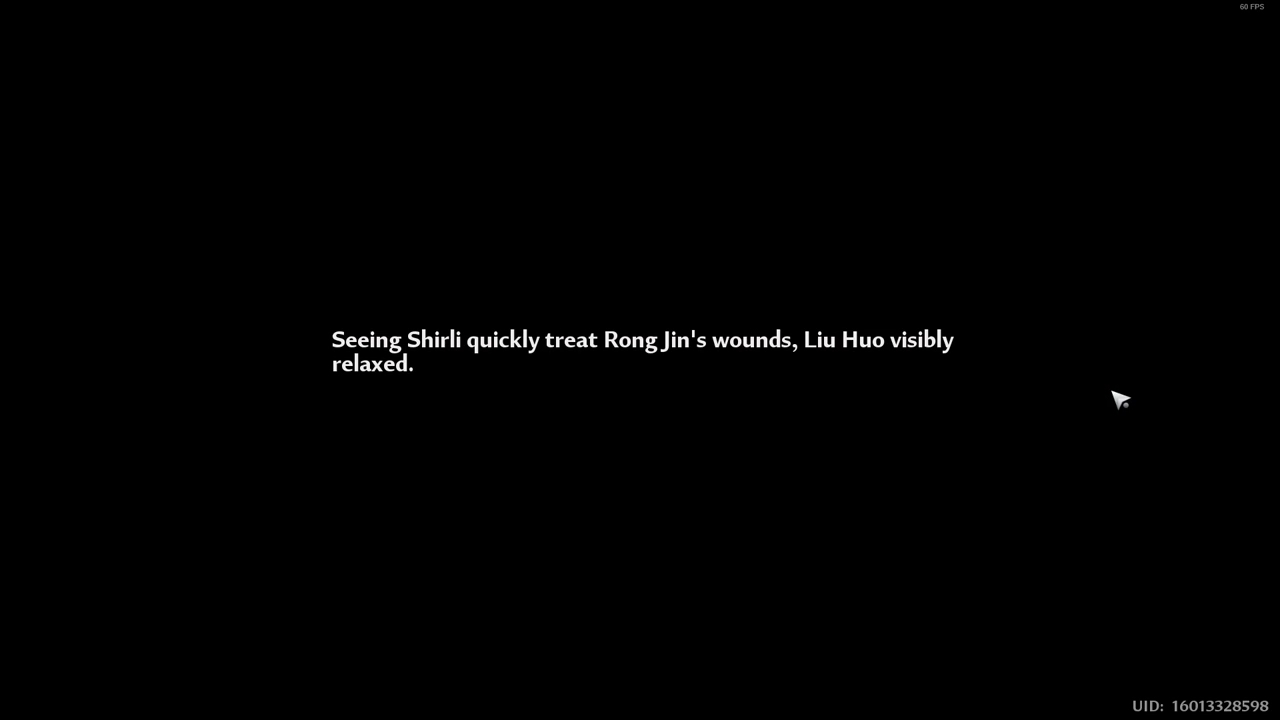 60 FPS
Seeing Shirli quickly treat Rong Jin's wounds, Liu Huo visibly
relaxed.
UID: 16013328598